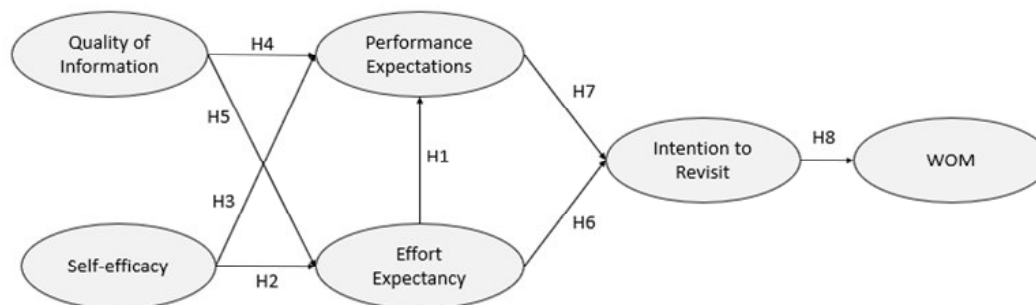 Quality of
Information
H4
Performance
Expectations
H7
H5
H1
Intention to
Revisit
H8
WOM
H3
H6
Self-efficacy
H2
Effort
Expectancy